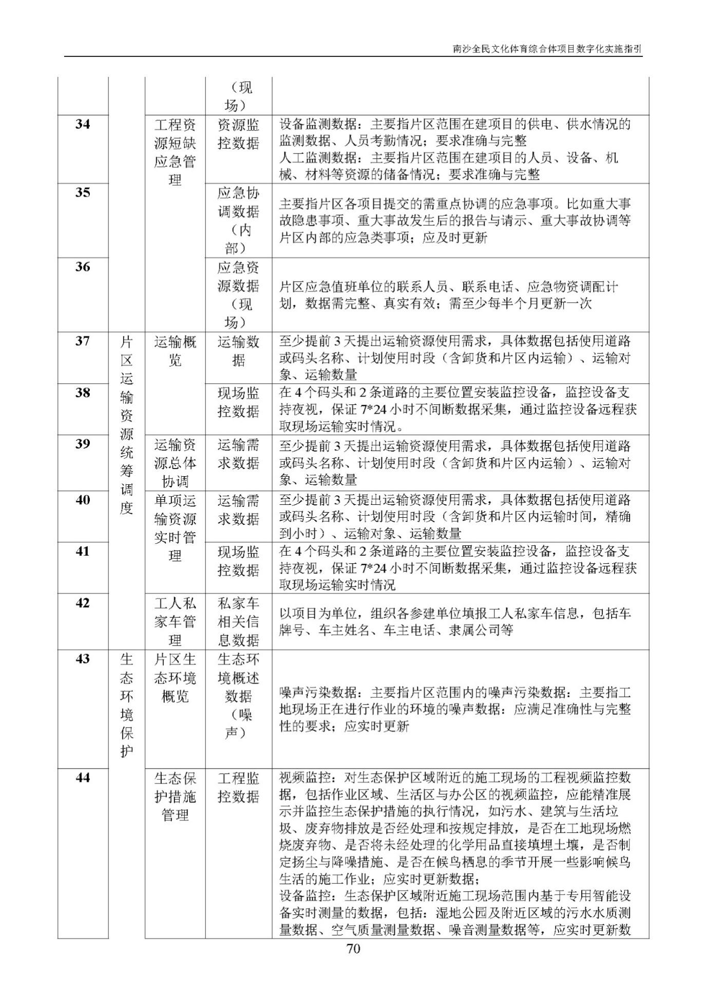 南沙全民文化体育综合体项目数字化实施指引
（现
场）
34
工程资
源短缺
应急管
理
资源监
控数据
设备监测数据：主要指片区范围在建项目的供电、供水情况的
监测数据、人员考勤情况；要求准确与完整
人工监测数据：主要指片区范围在建项目的人员、设备、机
械、材料等资源的储备情况；要求准确与完整
35
应急协
调数据
（内
部）
主要指片区各项目提交的需重点协调的应急事项。比如重大事
故隐患事项、重大事故发生后的报告与请示、重大事故协调等
片区内部的应急类事项；应及时更新
36
应急资
源数据
（现
场）
片区应急值班单位的联系人员、联系电话、应急物资调配计
划，数据需完整、真实有效；需至少每半个月更新一次
37
片
区
运
输
资
源
统
筹
调
度
运输概
览
运输数
据
至少提前 3 天提出运输资源使用需求，具体数据包括使用道路
或码头名称、计划使用时段（含卸货和片区内运输）、运输对
象、运输数量
38
现场监
控数据
在 4 个码头和 2 条道路的主要位置安装监控设备，监控设备支
持夜视，保证 7*24 小时不间断数据采集，通过监控设备远程获
取现场运输实时情况。
39
运输资
源总体
协调
运输需
求数据
至少提前 3 天提出运输资源使用需求，具体数据包括使用道路
或码头名称、计划使用时段（含卸货和片区内运输）、运输对
象、运输数量
40
单项运
输资源
实时管
理
运输需
求数据
至少提前 3 天提出运输资源使用需求，具体数据包括使用道路
或码头名称、计划使用时段（含卸货和片区内运输时间，精确
到小时）、运输对象、运输数量
41
现场监
控数据
在 4 个码头和 2 条道路的主要位置安装监控设备，监控设备支
持夜视，保证 7*24 小时不间断数据采集，通过监控设备远程获
取现场运输实时情况
42
工人私
家车管
理
私家车
相关信
息数据
以项目为单位，组织各参建单位填报工人私家车信息，包括车
牌号、车主姓名、车主电话、隶属公司等
43
生
态
环
境
保
护
片区生
态环境
概览
生态环
境概述
数据
（噪
声）
噪声污染数据：主要指片区范围内的噪声污染数据：主要指工
地现场正在进行作业的环境的噪声数据：应满足准确性与完整
性的要求；应实时更新
44
生态保
护措施
管理
工程监
控数据
视频监控：对生态保护区域附近的施工现场的工程视频监控数
据，包括作业区域、生活区与办公区的视频监控，应能精准展
示并监控生态保护措施的执行情况，如污水、建筑与生活垃
圾、废弃物排放是否经处理和按规定排放，是否在工地现场燃
烧废弃物、是否将未经处理的化学用品直接填埋土壤，是否制
定扬尘与降噪措施、是否在候鸟栖息的季节开展一些影响候鸟
生活的施工作业；应实时更新数据；
设备监控：生态保护区域附近施工现场范围内基于专用智能设
备实时测量的数据，包括：湿地公园及附近区域的污水水质测
量数据、空气质量测量数据、噪音测量数据等，应实时更新数
70